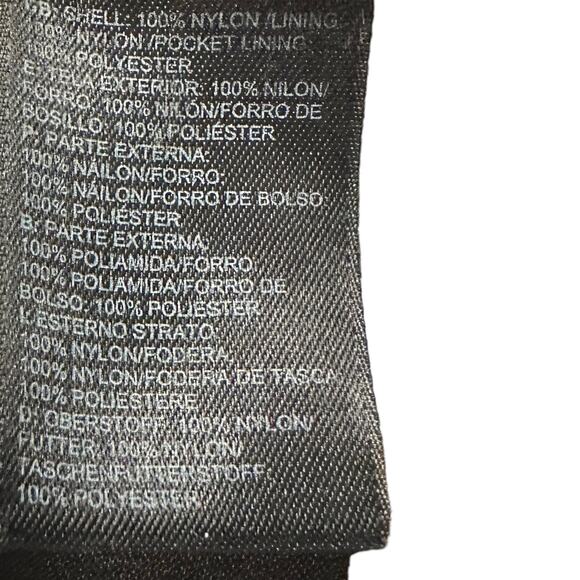 GB: SHELL: 100% NYLON /LINING:
100% NYLON /POCKET LINING:
100% POLYESTER
E: TELA EXTERIOR: 100% NILON/
FORRO: 100% NILÓN/FORRO DE
BOSILLO: 100% POLIÉSTER
P: PARTE EXTERNA:
100% NÁILON/FORRO:
100% NÁILON/FORRO DE BOLSO:
100% POLIÉSTER
B: PARTE EXTERNA:
100% POLIAMIDA/FORRO
100% POLIAMIDA/FORRO DE
BOLSO: 100% POLIÉSTER
I: ESTERNO STRATO:
100% NYLON/FODERA:
100% NYLON/FODERA DE TASCA
100% POLIESTERE
D: OBERSTOFF: 100% NYLON/
FUTTER: 100% NYLON/
TASCHENFUTTERSTOFF:
100% POLYESTER